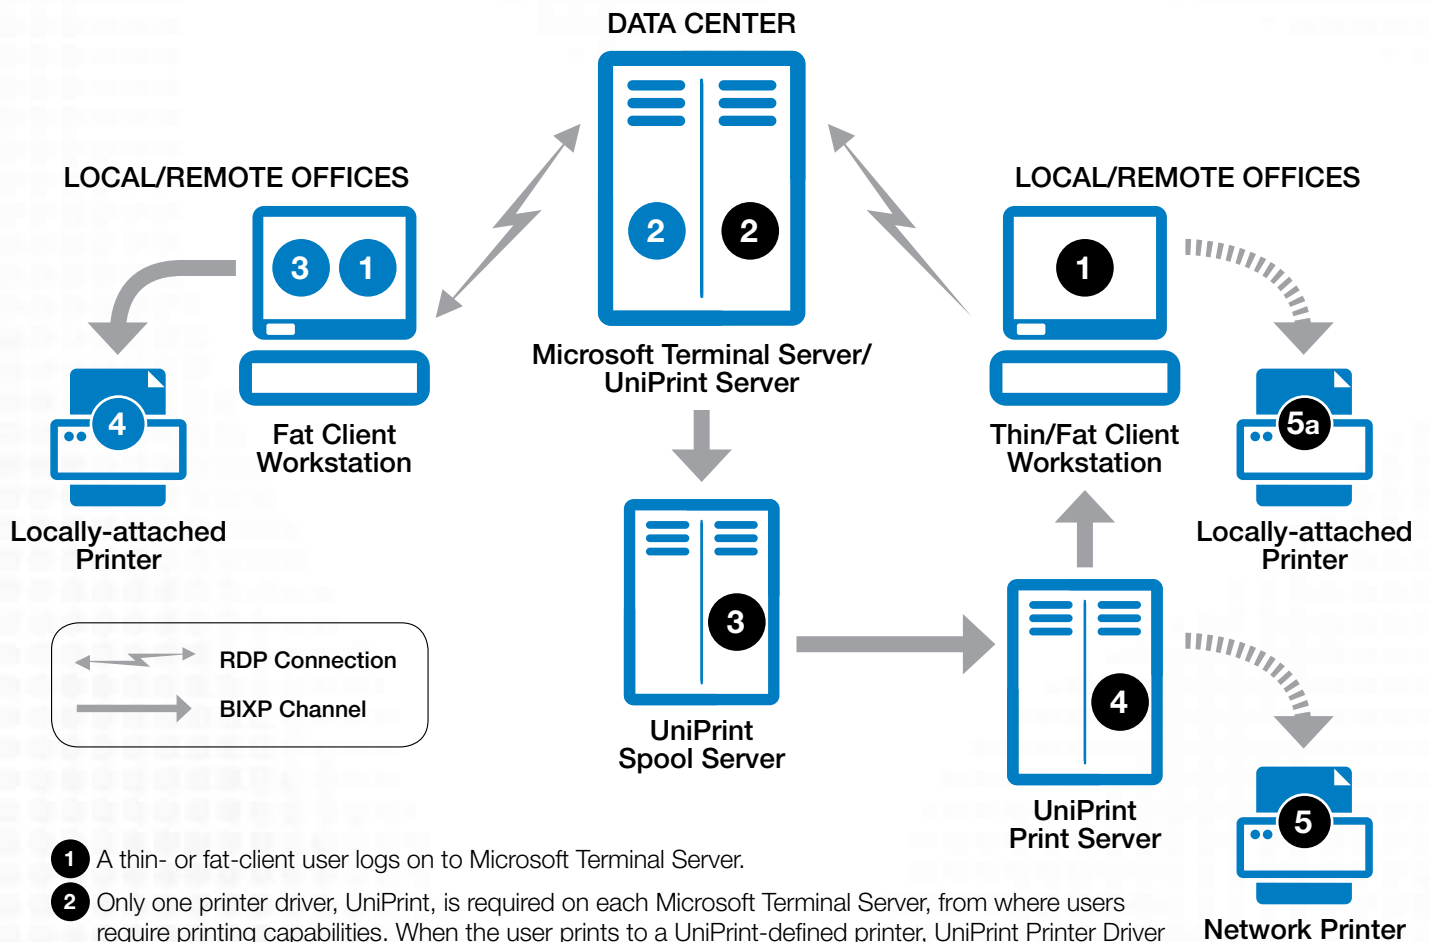 DATA CENTER
LOCAL/REMOTE OFFICES
LOCAL/REMOTE OFFICES
3 1
2 2
1
Microsoft Terminal Server/
UniPrint Server
4
Fat Client
Workstation
Thin/Fat Client
Workstation
5a
Locally-attached
Printer
Locally-attached
Printer
3
RDP Connection
BIXP Channel
4
UniPrint
Spool Server
UniPrint
Print Server
5
Network Printer
1 A thin- or fat-client user logs on to Microsoft Terminal Server.
2 Only one printer driver, UniPrint, is required on each Microsoft Terminal Server, from where users
require printing capabilities. When the user prints to a UniPrint-defined printer, UniPrint Printer Driver